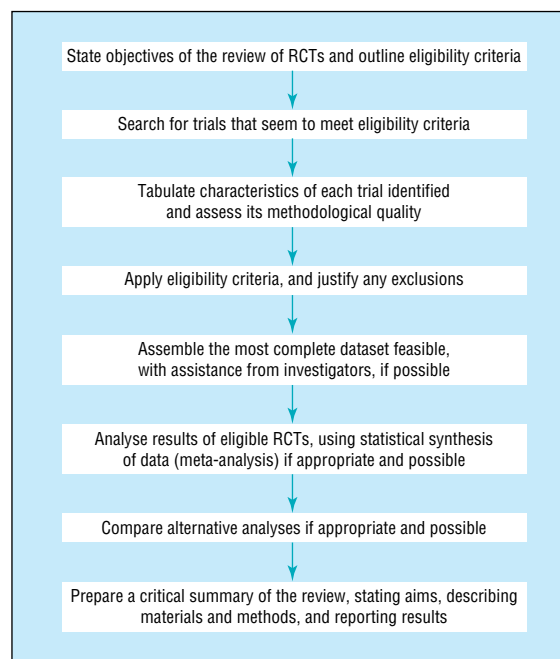 State objectives of the review of RCTs and outline eligibility criteria
Search for trials that seem to meet eligibility criteria
Tabulate characteristics of each trial identified
and assess its methodological quality
Apply eligibility criteria, and justify any exclusions
Assemble the most complete dataset feasible,
with assistance from investigators, if possible
Analyse results of eligible RCTs, using statistical synthesis
of data (meta-analysis) if appropriate and possible
Compare alternative analyses if appropriate and possible
Prepare a critical summary of the review, stating aims, describing
materials and methods, and reporting results